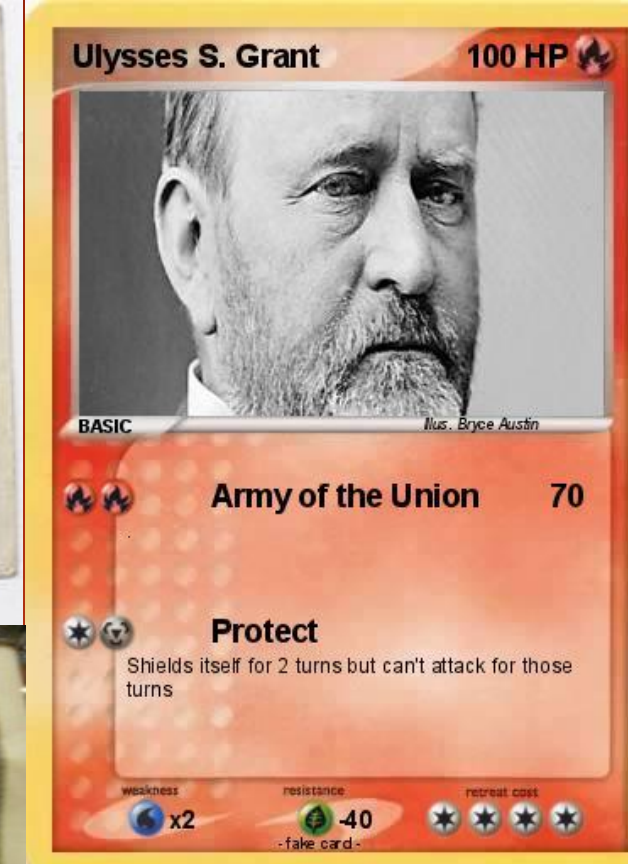 Ulysses S. Grant 100 HP
BASIC Illus. Bryce Austin
Army of the Union 70
.
Protect
Shields itself for 2 turns but can't attack for those
turns
weakness resistance retreat cost
x2 -40
- fake card -